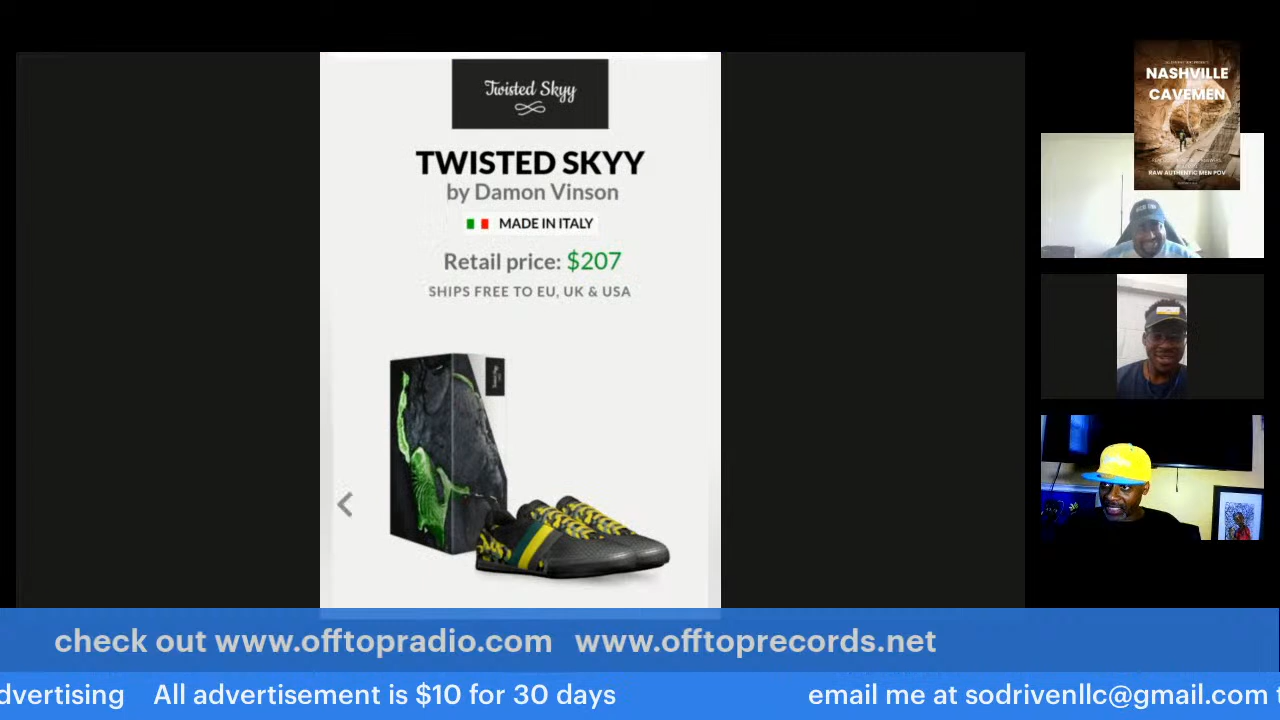 Twisted Skyy
TWISTED SKYY
by Damon Vinson
MADE IN ITALY
Retail price: $207
SHIPS FREE TO EU, UK & USA
NASHVILLE
CAVEMEN
RAW AUTHENTIC MEN POV
check out www.offtopradio.com www.offtoprecords.net
dvertising All advertisement is $10 for 30 days email me at sodrivenllc@gmail.com t